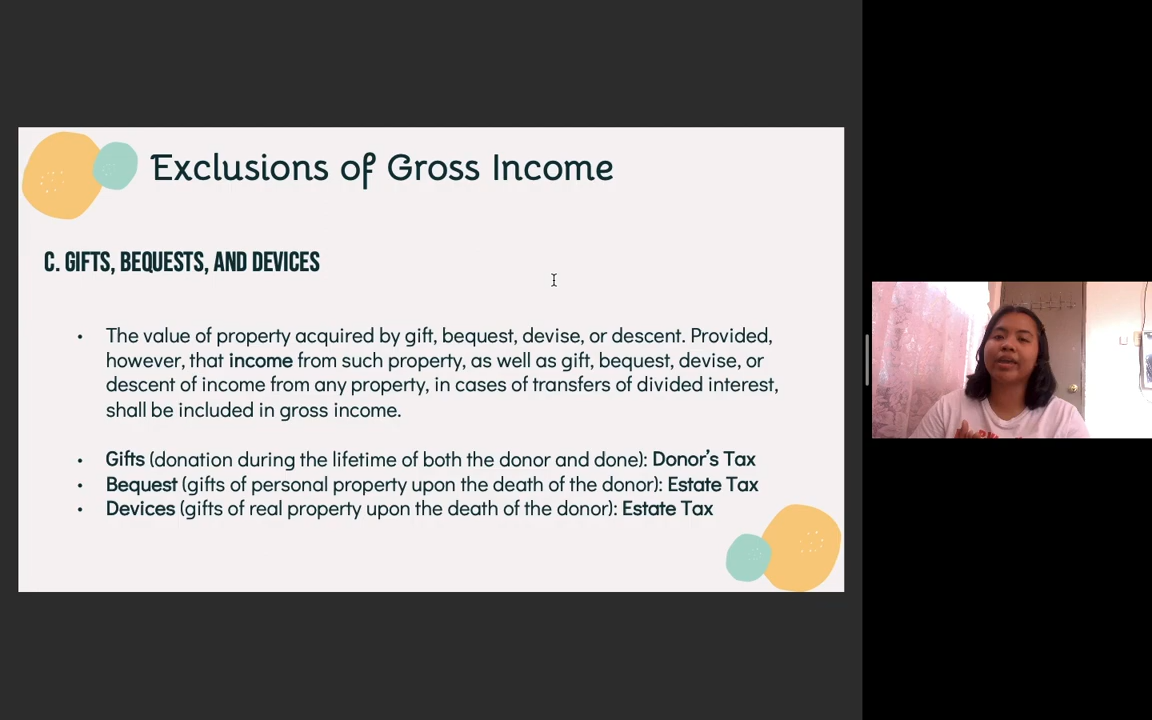 Exclusions of Gross Income
C. GIFTS, BEQUESTS, AND DEVICES
• The value of property acquired by gift, bequest, devise, or descent. Provided,
however, that income from such property, as well as gift, bequest, devise, or
descent of income from any property, in cases of transfers of divided interest,
shall be included in gross income.
• Gifts (donation during the lifetime of both the donor and done): Donor's Tax
• Bequest (gifts of personal property upon the death of the donor): Estate Tax
• Devices (gifts of real property upon the death of the donor): Estate Tax